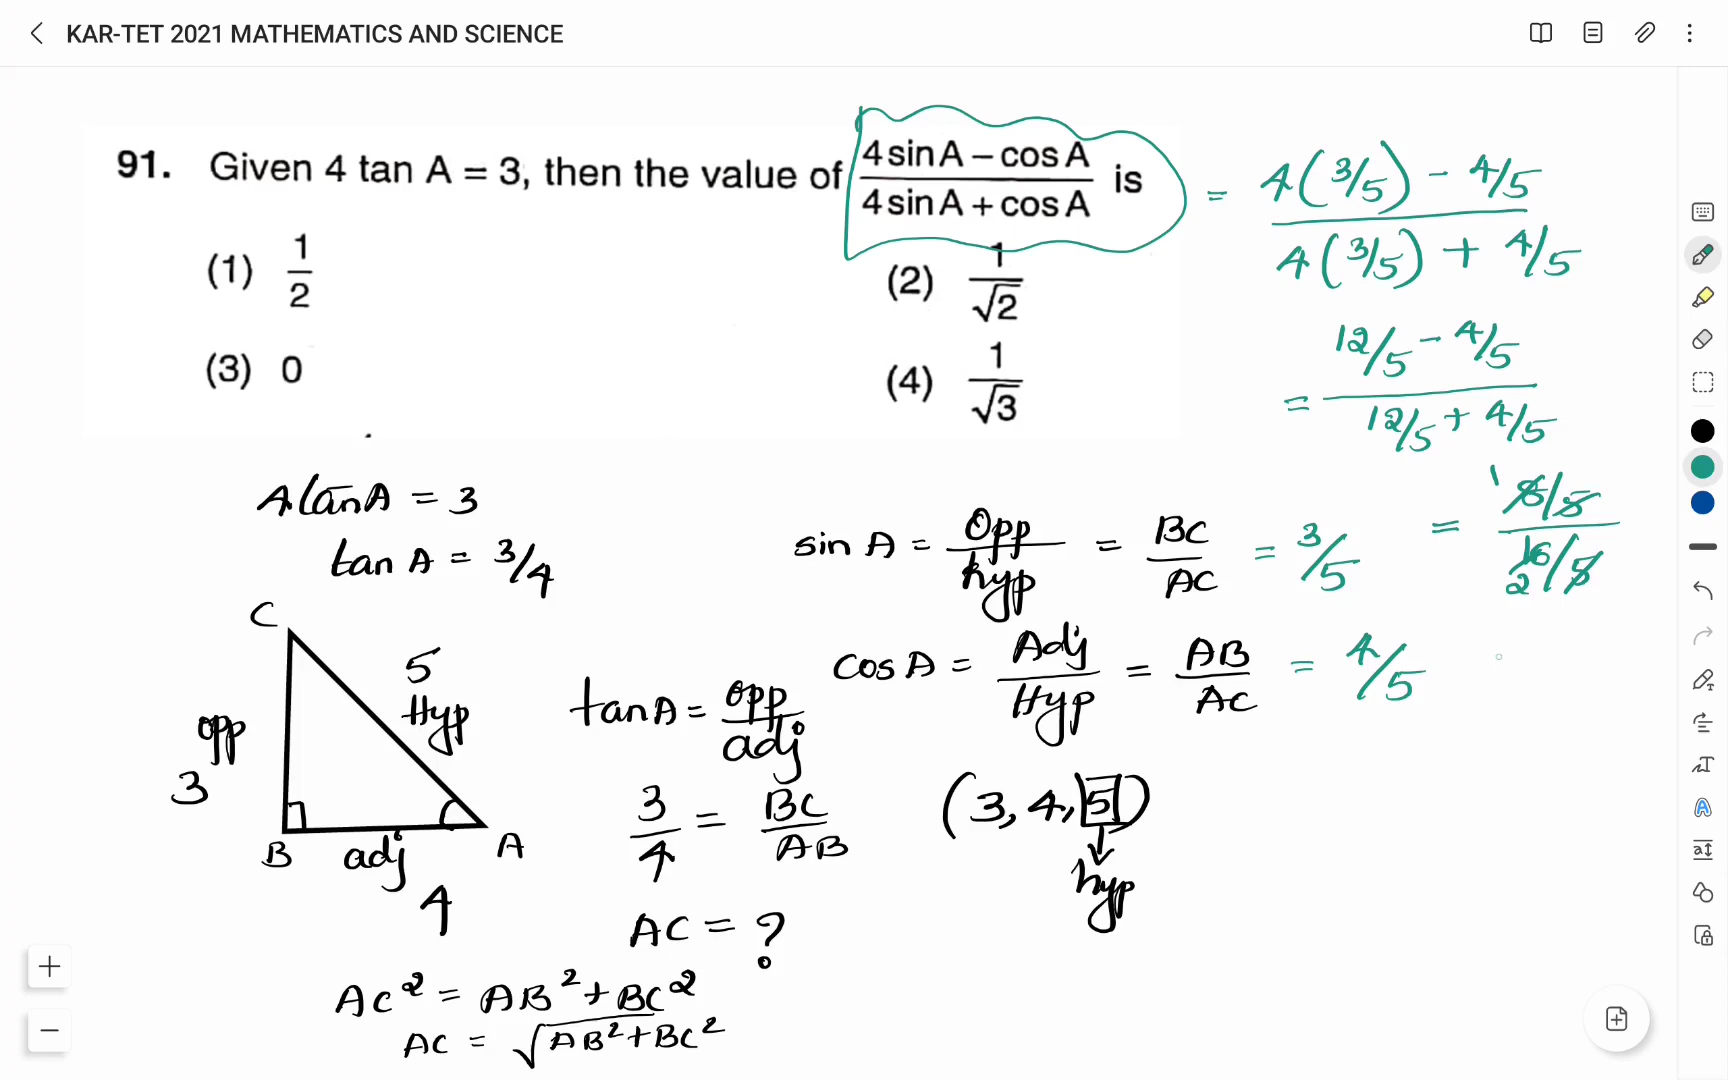 KAR-TET 2021 MATHEMATICS AND SCIENCE
91. Given 4 tan A = 3, then the value of (4 sin A − cos A)/(4 sin A + cos A) is
(1) 1/2
(2) 1/√2
(3) 0
(4) 1/√3
= (4(3/5) - 4/5)/(4(3/5) + 4/5)
= (12/5 - 4/5)/(12/5 + 4/5)
= (8/5)/(16/5)
1
2
4 tan A = 3
tan A = 3/4
C
5
Hyp
opp
3
B
adj
A
4
tan A = opp/adj
3/4 = BC/AB
AC = ?
AC² = AB² + BC²
AC = √AB² + BC²
sin A = Opp/hyp = BC/AC = 3/5
cos A = Adj/Hyp = AB/AC = 4/5
(3, 4, 5)
hyp